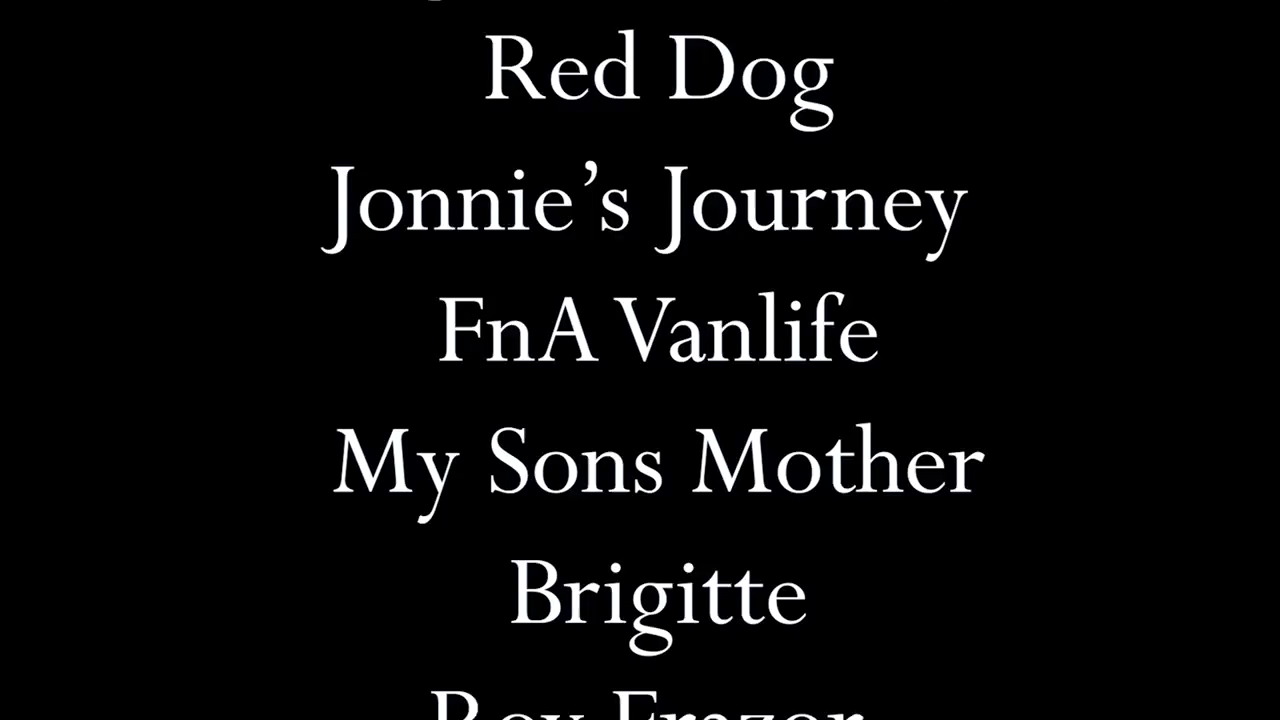 Red Dog
Jonnie’s Journey
FnA Vanlife
My Sons Mother
Brigitte